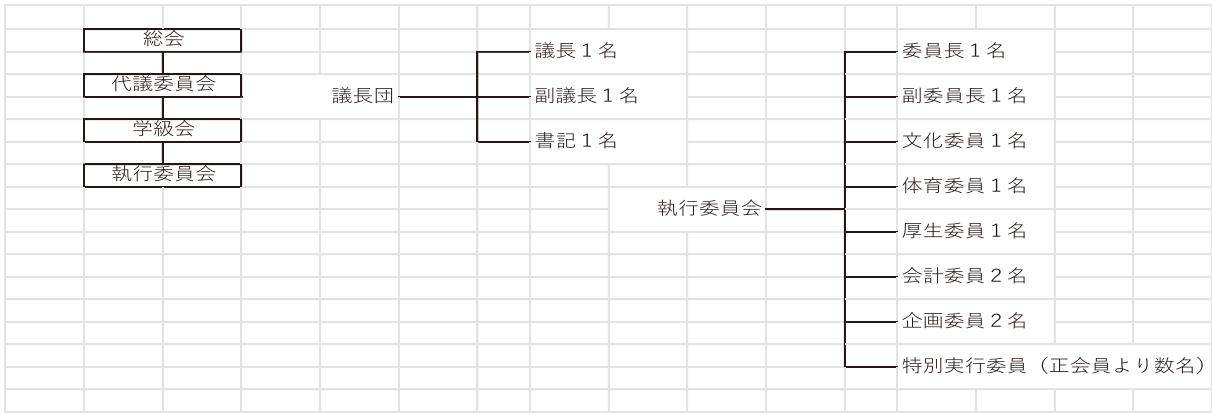 総会
代議委員会
学級会
執行委員会
議長団
議長１名
副議長１名
書記１名
執行委員会
委員長１名
副委員長１名
文化委員１名
体育委員１名
厚生委員１名
会計委員２名
企画委員２名
特別実行委員（正会員より数名）